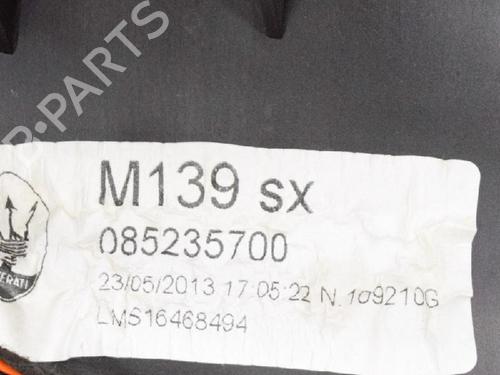 B-PARTS
M139 sx
085235700
23/05/2013 17:05:22 N.109210G
LMS16468494